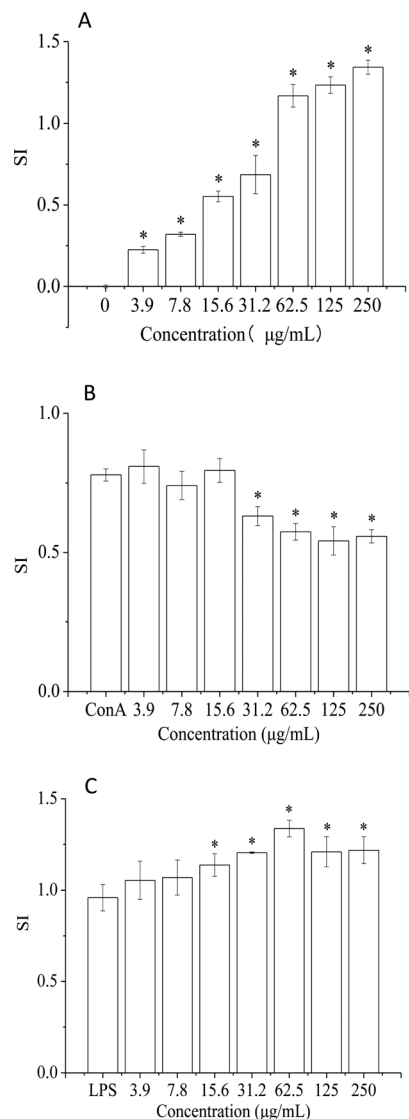 A
SI
1.5
*
*
*
1.0
*
*
0.5
*
*
0.0
0 3.9 7.8 15.6 31.2 62.5 125 250
Concentration( μg/mL)
B
SI
1.0
*
*
*
*
0.5
0.0
ConA 3.9 7.8 15.6 31.2 62.5 125 250
Concentration (μg/mL)
C
SI
1.5
*
*
*
*
*
1.0
0.5
0.0
LPS 3.9 7.8 15.6 31.2 62.5 125 250
Concentration (μg/mL)